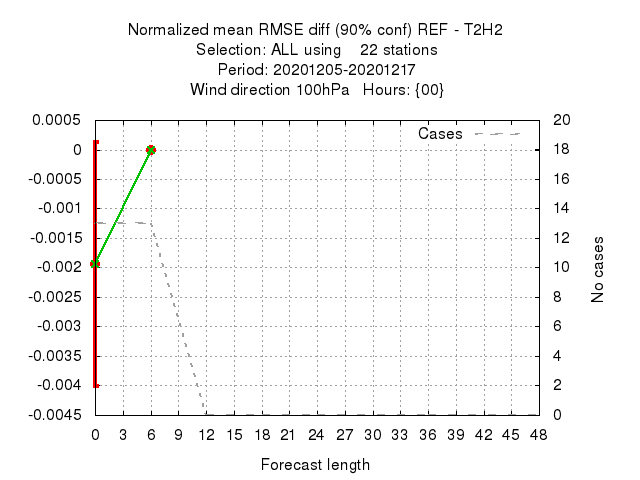 Normalized mean RMSE diff (90% conf) REF - T2H2
Selection: ALL using 22 stations
Period: 20201205-20201217
Wind direction 100hPa Hours: {00}
Cases
0.0005
0
-0.0005
-0.001
-0.0015
-0.002
-0.0025
-0.003
-0.0035
-0.004
-0.0045
20
18
16
14
12
10
8
6
4
2
0
No cases
0 3 6 9 12 15 18 21 24 27 30 33 36 39 42 45 48
Forecast length